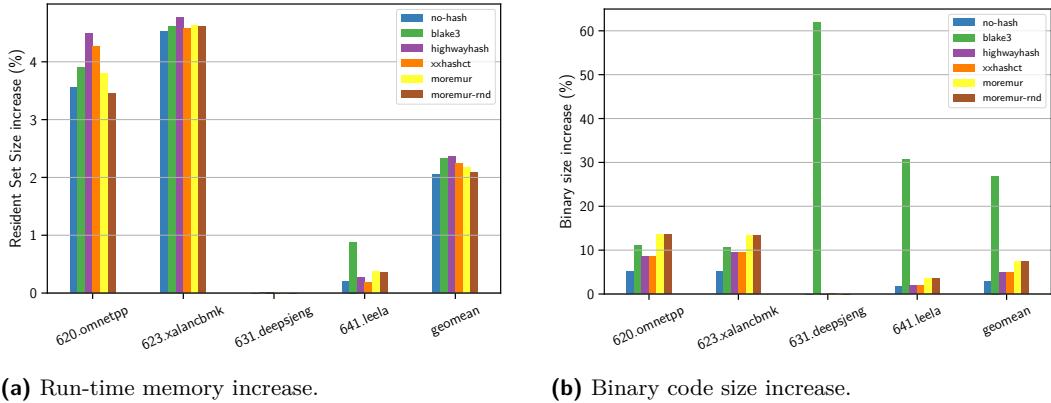 Resident Set Size increase (%)
4
3
2
1
0
no-hash
blake3
highwayhash
xxhashct
moremur
moremur-rnd
620.omnetpp
623.xalancbmk
631.deepsjeng
641.leela
geomean
(a) Run-time memory increase.
Binary size increase (%)
60
50
40
30
20
10
0
no-hash
blake3
highwayhash
xxhashct
moremur
moremur-rnd
620.omnetpp
623.xalancbmk
631.deepsjeng
641.leela
geomean
(b) Binary code size increase.